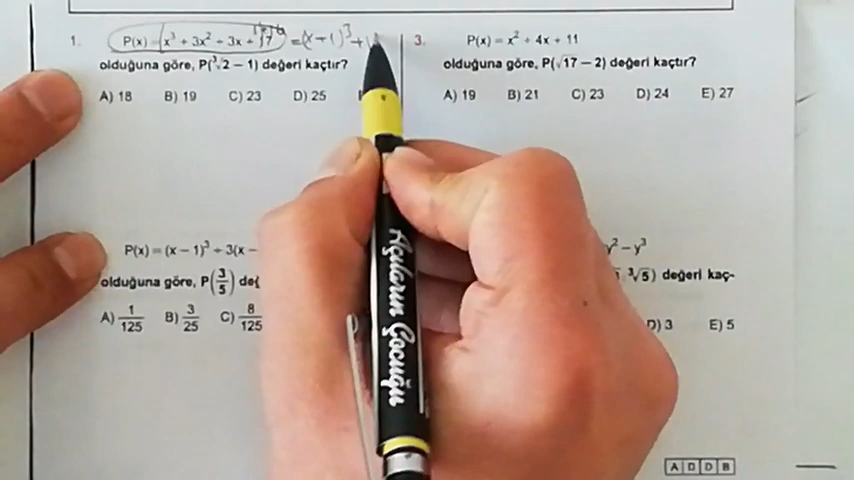 1. P(x) = x³ + 3x² + 3x + 17 = (x + 1)³ + 1
olduğuna göre, P(∛2 − 1) değeri kaçtır?
A) 18 B) 19 C) 23 D) 25
3. P(x) = x² + 4x + 11
olduğuna göre, P(√17 − 2) değeri kaçtır?
A) 19 B) 21 C) 23 D) 24 E) 27
P(x) = (x − 1)³ + 3(x −
olduğuna göre, P(3/5) değ
A) 1/125 B) 3/25 C) 8/125
y² − y³
∛5) değeri kaç-
D) 3 E) 5
Açıların Çocuğu
A D D B